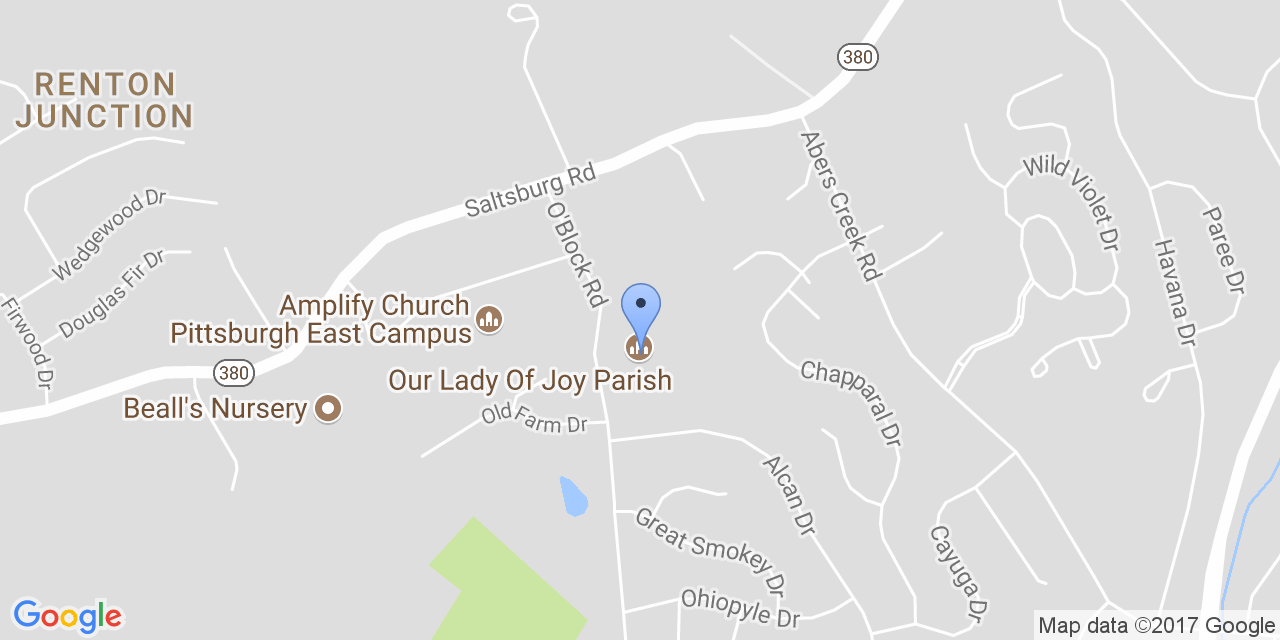 380
RENTON
JUNCTION
Saltsburg Rd
Abers Creek Rd
Wild Violet Dr
Wedgewood Dr
O'Block Rd
Paree Dr
Havana Dr
Douglas Fir Dr
Firwood Dr
Amplify Church
Pittsburgh East Campus
380
Our Lady Of Joy Parish
Chapparal Dr
Beall's Nursery
Old Farm Dr
Alcan Dr
Great Smokey Dr
Cayuga Dr
Ohiopyle Dr
Google
Map data ©2017 Google